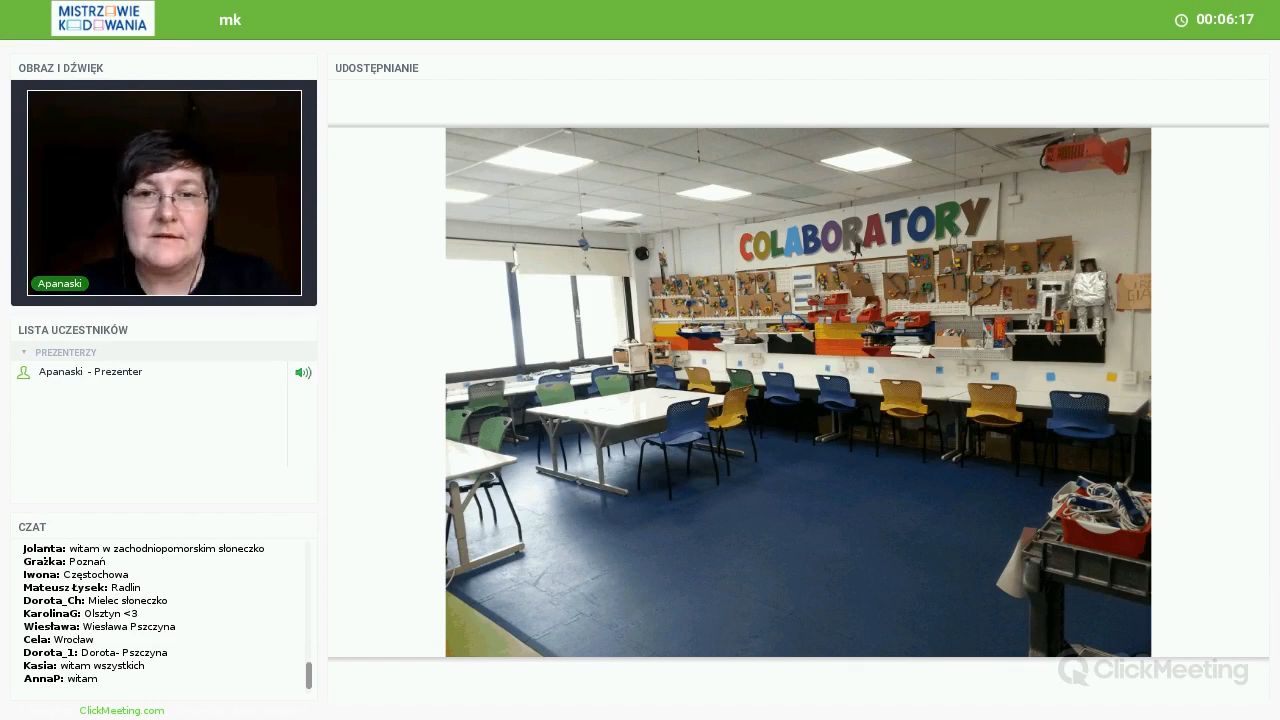 MISTRZOWIE
KODOWANIA
mk
00:06:17
OBRAZ I DŹWIĘK
Apanaski
LISTA UCZESTNIKÓW
PREZENTERZY
Apanaski - Prezenter
CZAT
Jolanta: witam w zachodniopomorskim słoneczko
Grażka: Poznań
Iwona: Częstochowa
Mateusz Łysek: Radlin
Dorota_Ch: Mielec słoneczko
KarolinaG: Olsztyn <3
Wiesława: Wiesława Pszczyna
Cela: Wrocław
Dorota_1: Dorota- Pszczyna
Kasia: witam wszystkich
AnnaP: witam
ClickMeeting.com
UDOSTĘPNIANIE
COLABORATORY
ClickMeeting